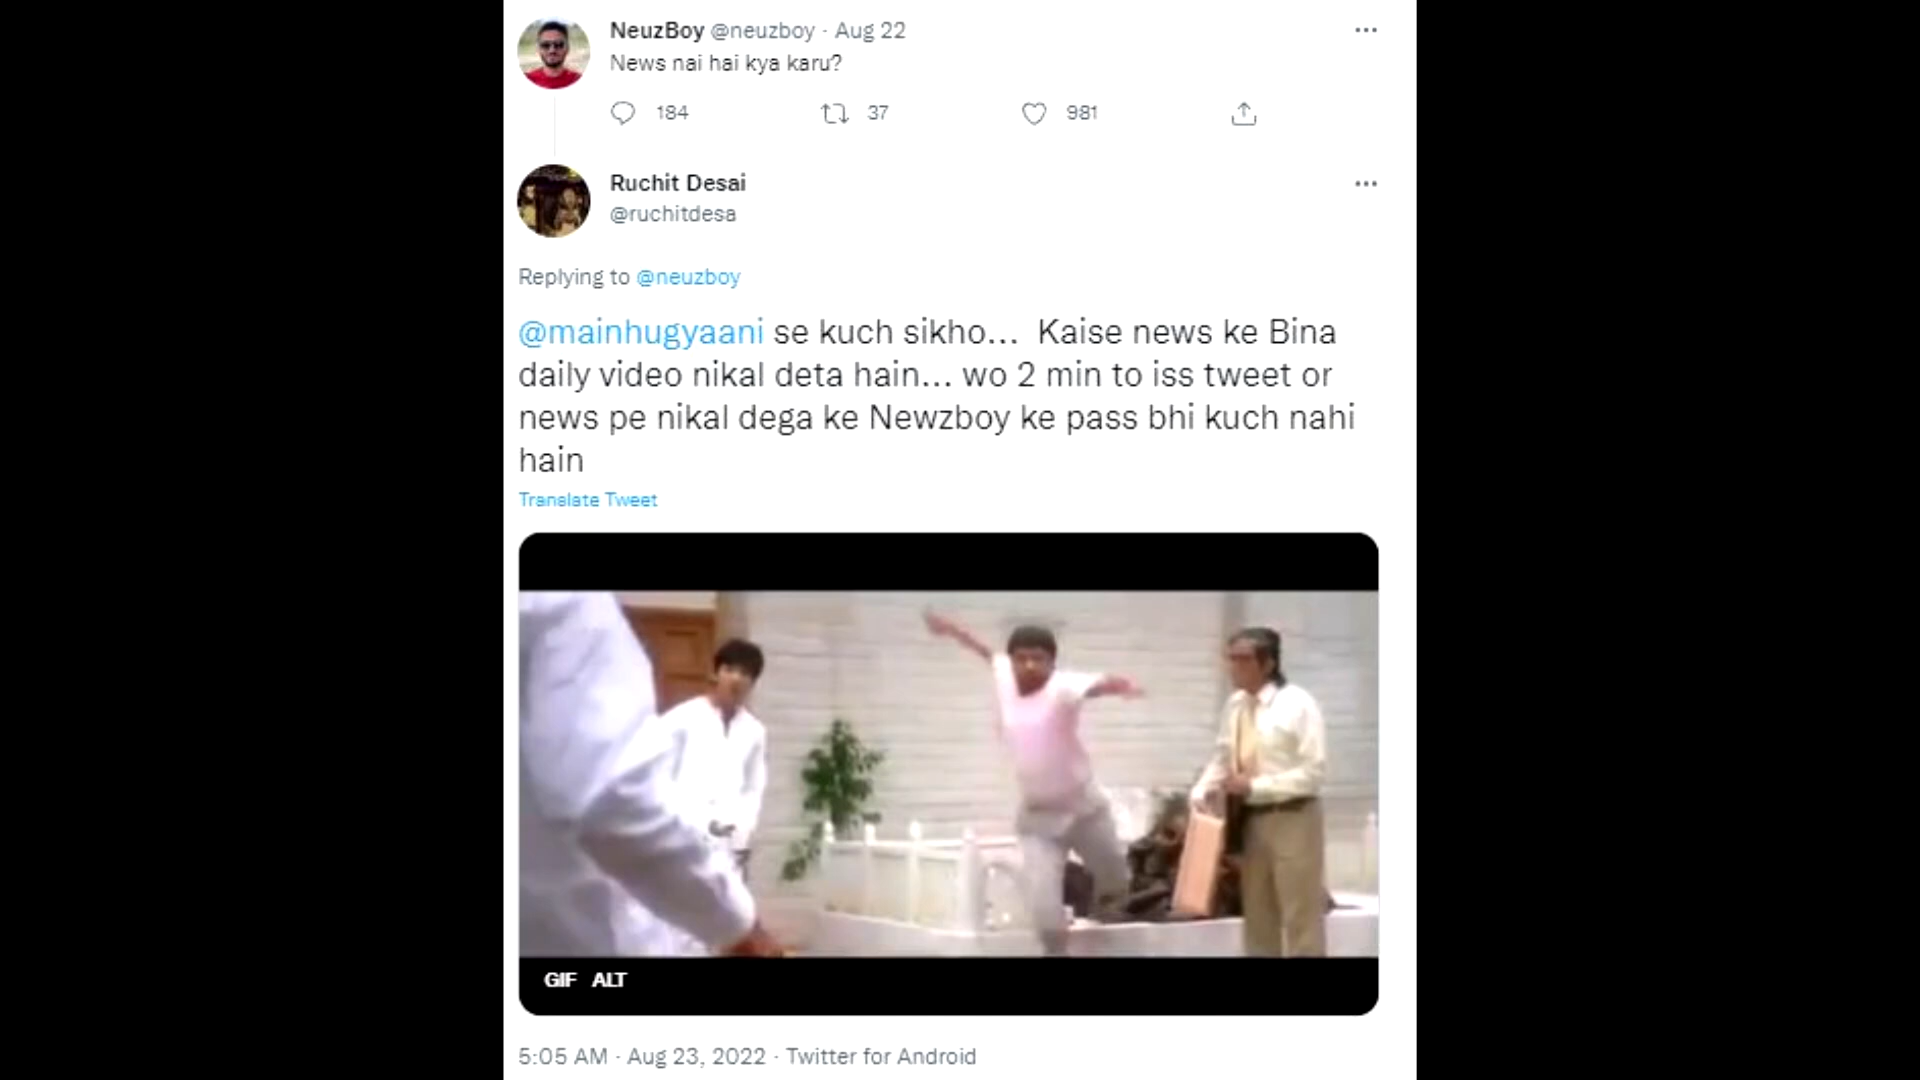 NeuzBoy @neuzboy · Aug 22
News nai hai kya karu?
184 37 981
Ruchit Desai
@ruchitdesa
Replying to @neuzboy
@mainhugyaani se kuch sikho... Kaise news ke Bina
daily video nikal deta hain... wo 2 min to iss tweet or
news pe nikal dega ke Newzboy ke pass bhi kuch nahi
hain
Translate Tweet
GIF ALT
5:05 AM · Aug 23, 2022 · Twitter for Android